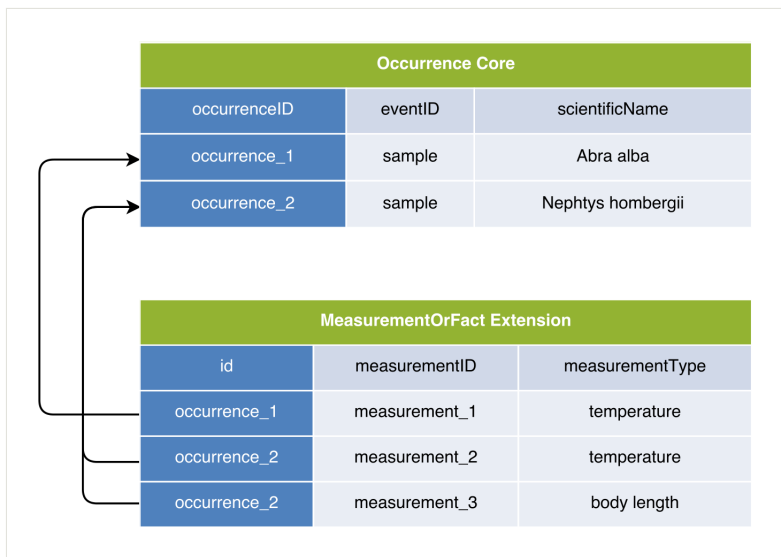 Occurrence Core
occurrenceID eventID scientificName
occurrence_1 sample Abra alba
occurrence_2 sample Nephtys hombergii
MeasurementOrFact Extension
id measurementID measurementType
occurrence_1 measurement_1 temperature
occurrence_2 measurement_2 temperature
occurrence_2 measurement_3 body length